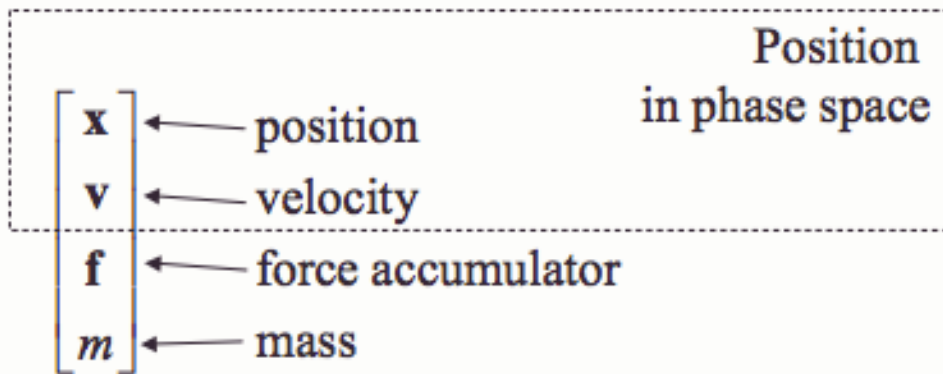 Position
in phase space
x position
v velocity
f force accumulator
m mass